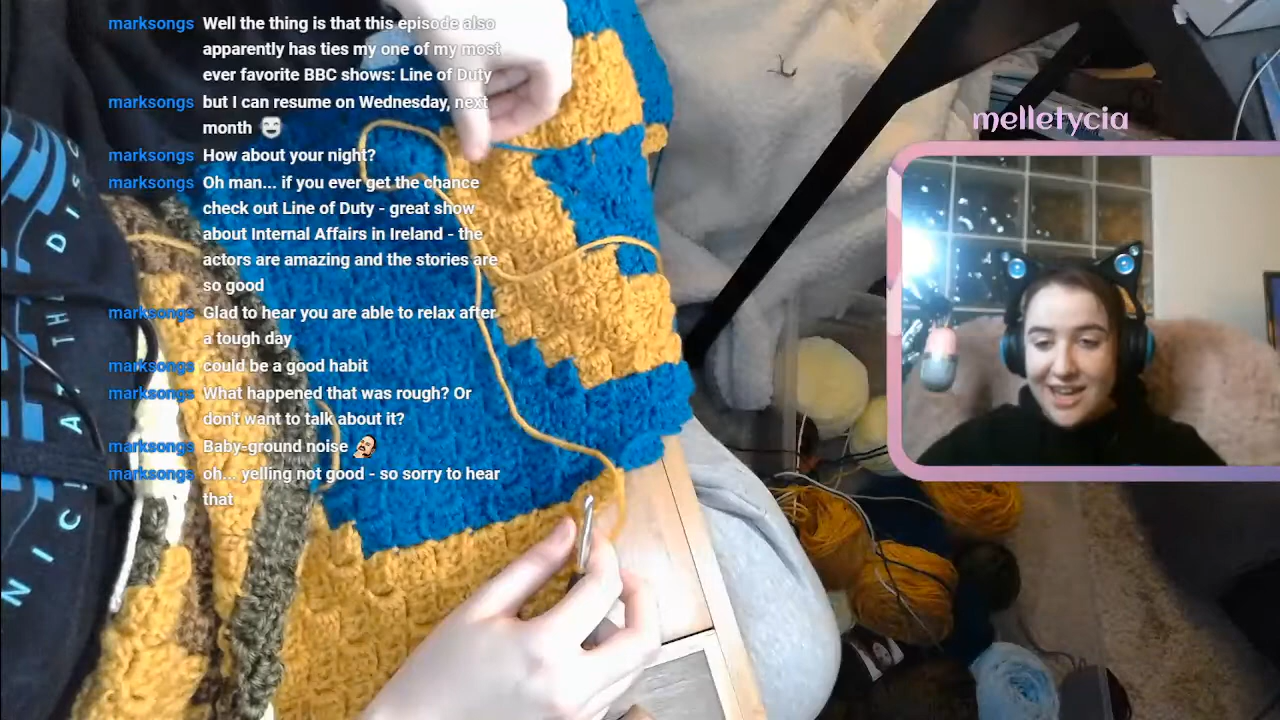 marksongs Well the thing is that this episode also
apparently has ties my one of my most
ever favorite BBC shows: Line of Duty
marksongs but I can resume on Wednesday, next
month
marksongs How about your night?
marksongs Oh man... if you ever get the chance
check out Line of Duty - great show
about Internal Affairs in Ireland - the
actors are amazing and the stories are
so good
marksongs Glad to hear you are able to relax after
a tough day
marksongs could be a good habit
marksongs What happened that was rough? Or
don't want to talk about it?
marksongs Baby-ground noise
marksongs oh... yelling not good - so sorry to hear
that
melletycia
AT THE DISC
NIC!